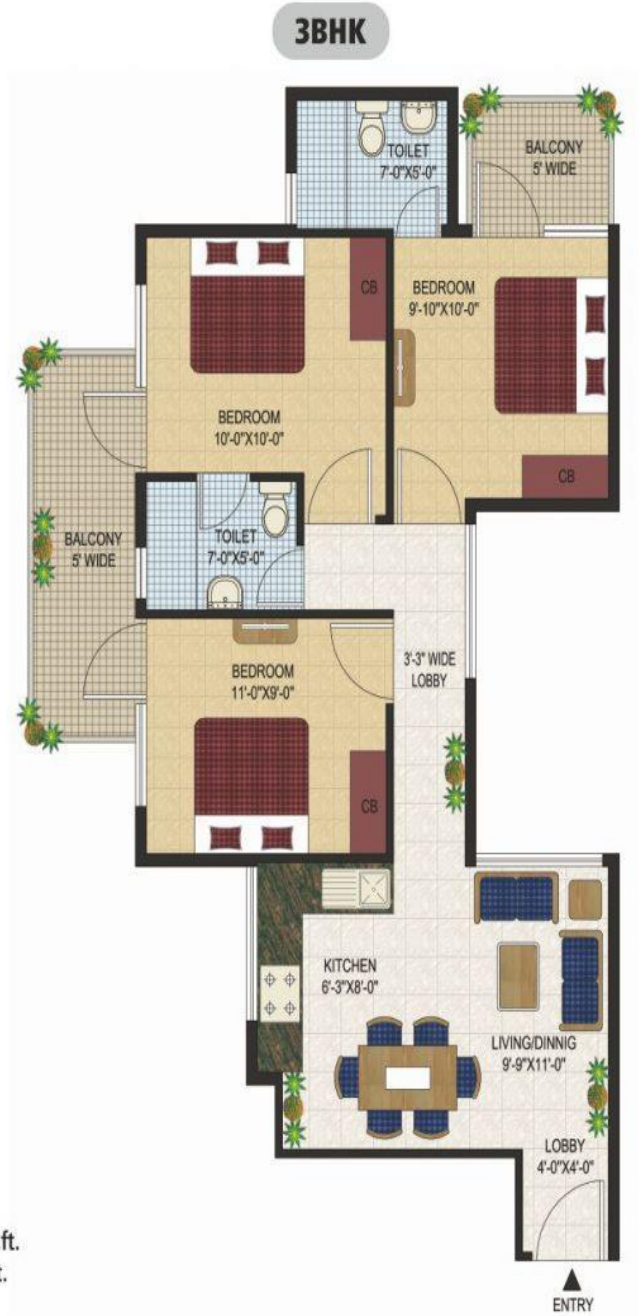 3BHK
TOILET
7'-0"X5'-0"
BALCONY
5' WIDE
BEDROOM
9'-10"X10'-0"
CB
BEDROOM
10'-0"X10'-0"
CB
BALCONY
5' WIDE
TOILET
7'-0"X5'-0"
3'-3" WIDE
LOBBY
BEDROOM
11'-0"X9'-0"
CB
KITCHEN
6'-3"X8'-0"
LIVING/DINNIG
9'-9"X11'-0"
LOBBY
4'-0"X4'-0"
ft.
t.
ENTRY